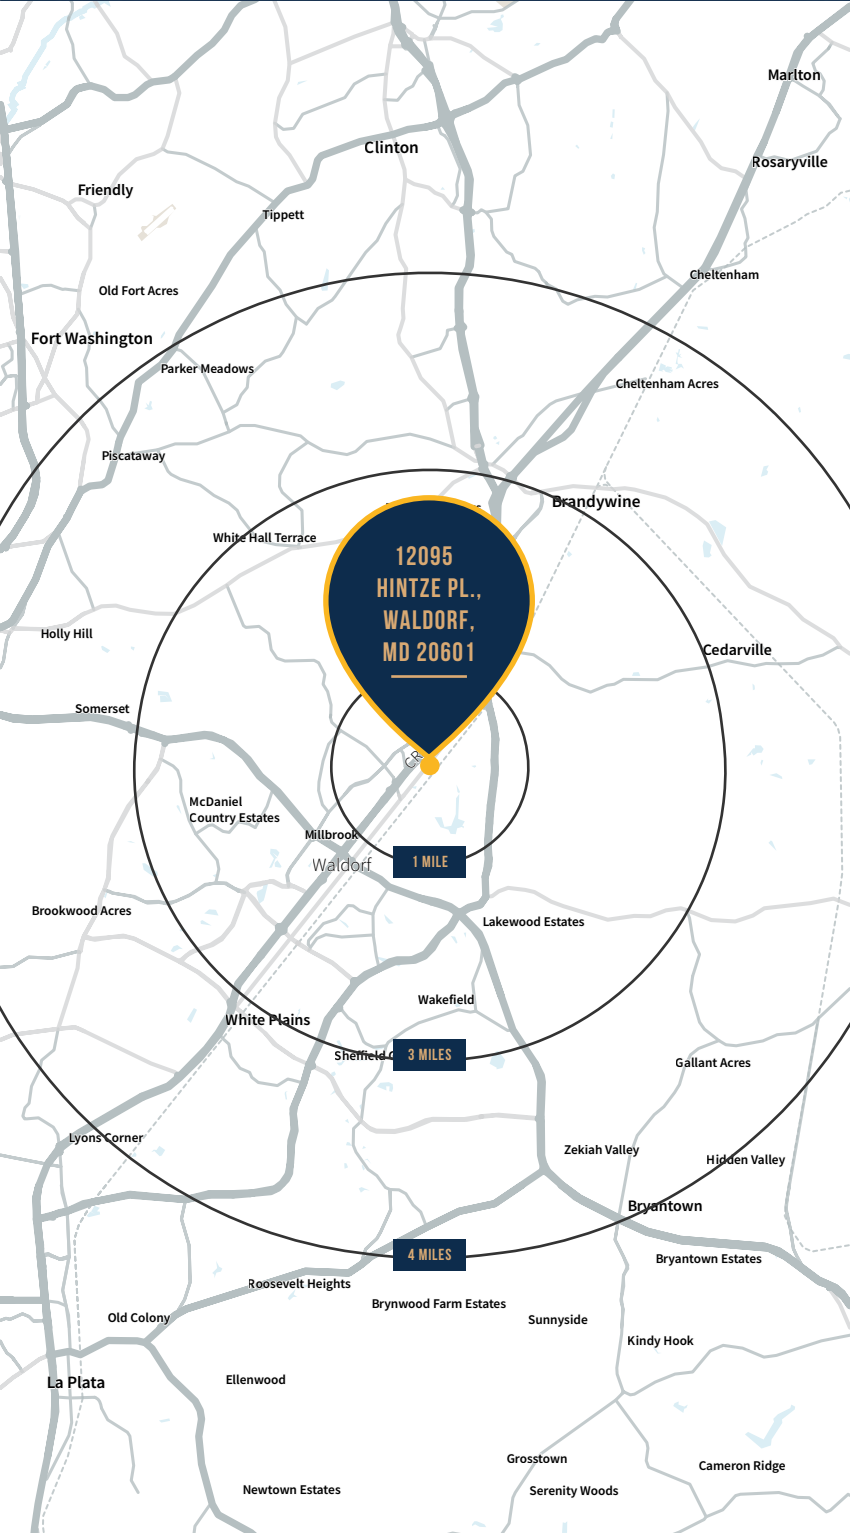 Marlton
Clinton
Rosaryville
Friendly
Tippett
Cheltenham
Old Fort Acres
Fort Washington
Parker Meadows
Cheltenham Acres
Piscataway
Brandywine
White Hall Terrace
12095
HINTZE PL.,
WALDORF,
MD 20601
Holly Hill
Cedarville
Somerset
CR
McDaniel
Country Estates
Millbrook
Waldorf
1 MILE
Brookwood Acres
Lakewood Estates
Wakefield
White Plains
Sheffield
3 MILES
Gallant Acres
Lyons Corner
Zekiah Valley
Hidden Valley
Bryantown
4 MILES
Bryantown Estates
Roosevelt Heights
Brynwood Farm Estates
Old Colony
Sunnyside
Kindy Hook
La Plata
Ellenwood
Grosstown
Cameron Ridge
Newtown Estates
Serenity Woods